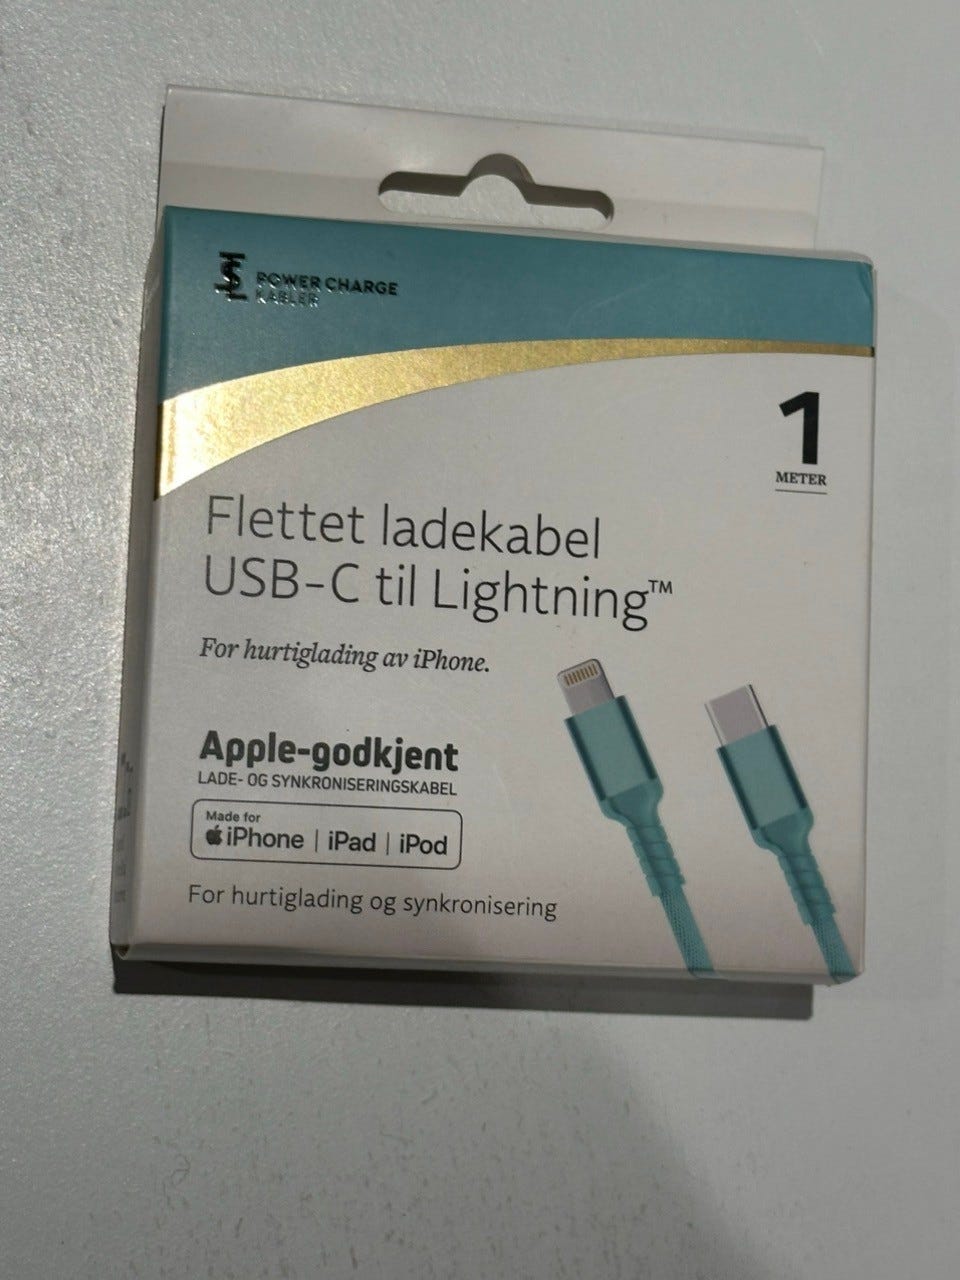 POWER CHARGE
KABLER
1
METER
Flettet ladekabel
USB-C til Lightning™
For hurtiglading av iPhone.
Apple-godkjent
LADE- OG SYNKRONISERINGSKABEL
Made for
iPhone | iPad | iPod
For hurtiglading og synkronisering